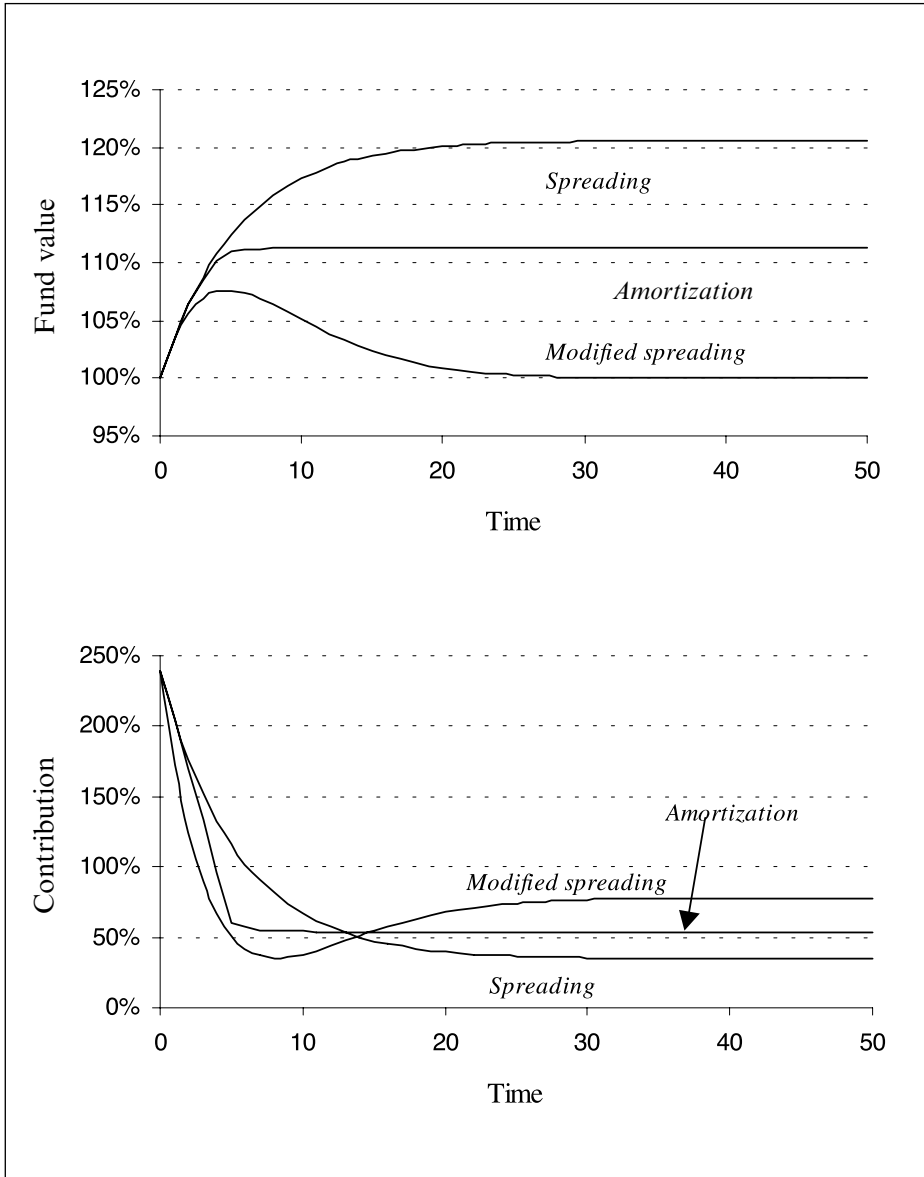 125%
120%
115%
110%
105%
100%
95%
Fund value
Spreading
Amortization
Modified spreading
0 10 20 30 40 50
Time
250%
200%
150%
100%
50%
0%
Contribution
Amortization
Modified spreading
Spreading
0 10 20 30 40 50
Time